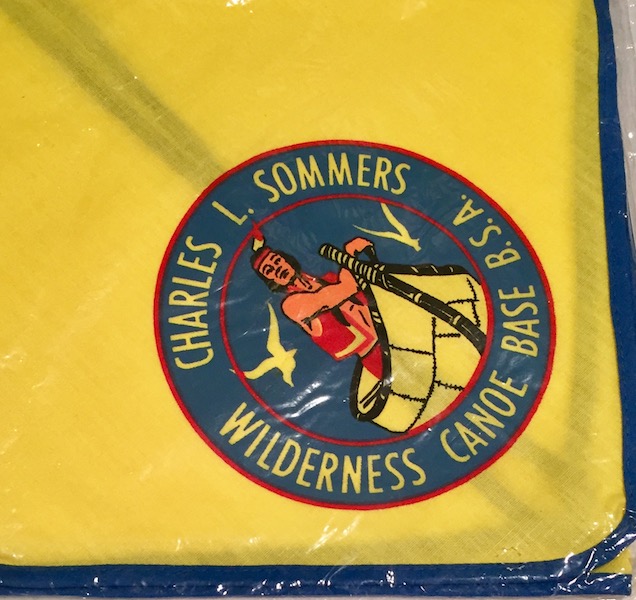 CHARLES L. SOMMERS
WILDERNESS CANOE BASE B.S.A.